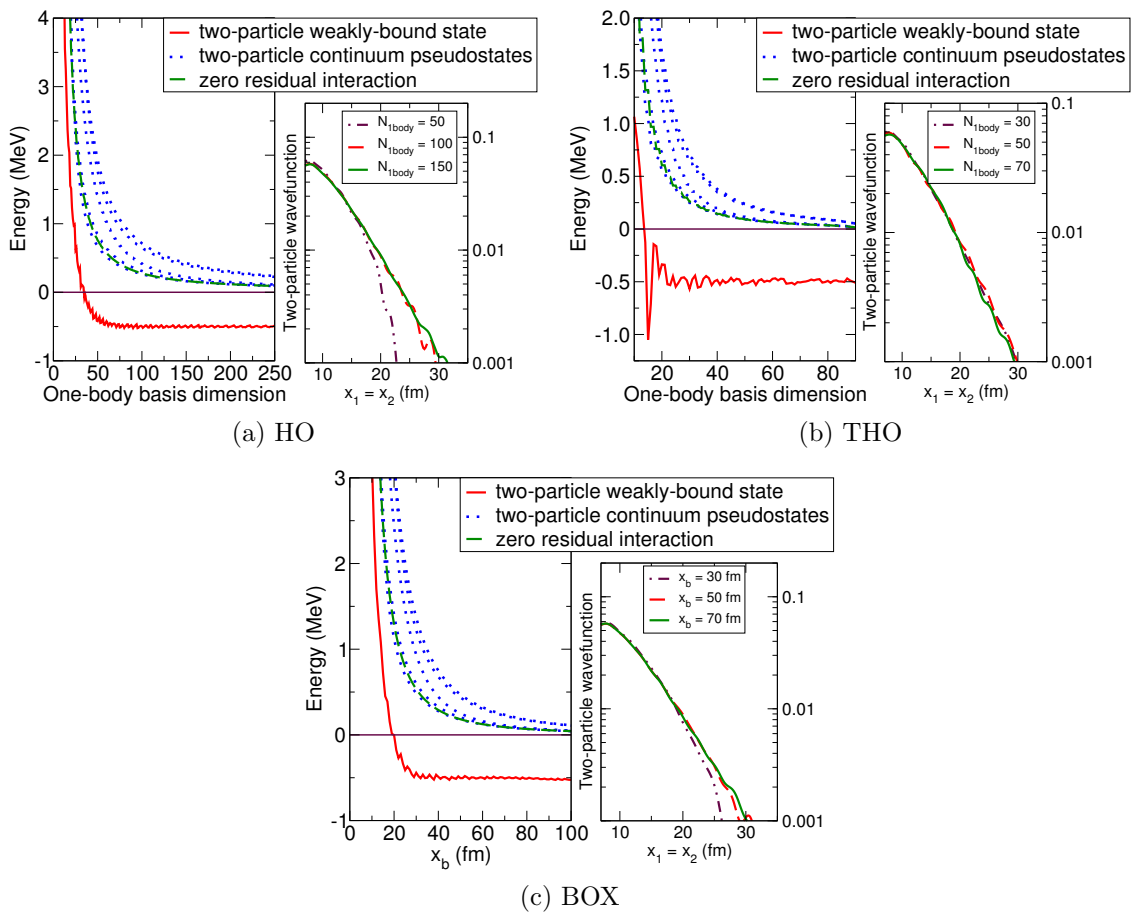 two-particle weakly-bound state
two-particle continuum pseudostates
zero residual interaction
Energy (MeV)
4
3
2
1
0
-1
0 50 100 150 200 250
One-body basis dimension
N1body = 50
N1body = 100
N1body = 150
Two-particle wavefunction
0.1
0.01
0.001
10 20 30
x1 = x2 (fm)
(a) HO
two-particle weakly-bound state
two-particle continuum pseudostates
zero residual interaction
Energy (MeV)
2.0
1.5
1.0
0.5
0
-0.5
-1.0
20 40 60 80
One-body basis dimension
N1body = 30
N1body = 50
N1body = 70
Two-particle wavefunction
0.1
0.01
0.001
10 15 20 25 30 35
x1 = x2 (fm)
(b) THO
two-particle weakly-bound state
two-particle continuum pseudostates
zero residual interaction
Energy (MeV)
3
2
1
0
-1
0 20 40 60 80 100
xb (fm)
xb = 30 fm
xb = 50 fm
xb = 70 fm
Two-particle wavefunction
0.1
0.01
0.001
10 20 30
x1 = x2 (fm)
(c) BOX